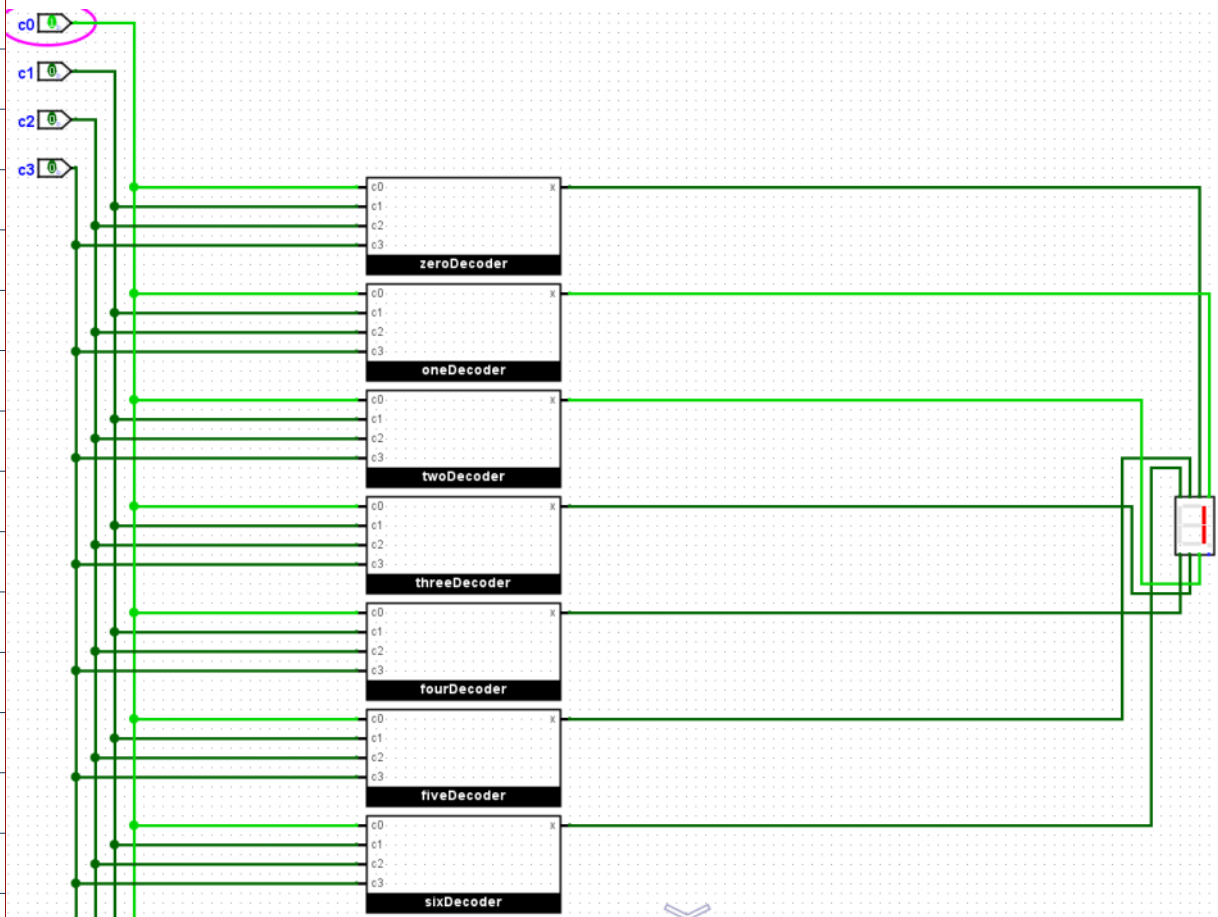 c0 1
c1 0
c2 0
c3 0
c0 x
c1
c2
c3
zeroDecoder
c0 x
c1
c2
c3
oneDecoder
c0 x
c1
c2
c3
twoDecoder
c0 x
c1
c2
c3
threeDecoder
c0 x
c1
c2
c3
fourDecoder
c0 x
c1
c2
c3
fiveDecoder
c0 x
c1
c2
c3
sixDecoder